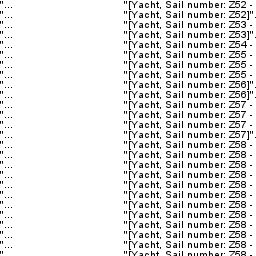 "... "[Yacht, Sail number: Z52 -
"... "[Yacht, Sail number: Z52]".
"... "[Yacht, Sail number: Z53 -
"... "[Yacht, Sail number: Z53]".
"... "[Yacht, Sail number: Z54 -
"... "[Yacht, Sail number: Z55 -
"... "[Yacht, Sail number: Z55 -
"... "[Yacht, Sail number: Z55 -
"... "[Yacht, Sail number: Z56]".
"... "[Yacht, Sail number: Z56]".
"... "[Yacht, Sail number: Z57 -
"... "[Yacht, Sail number: Z57 -
"... "[Yacht, Sail number: Z57 -
"... "[Yacht, Sail number: Z57]".
"... "[Yacht, Sail number: Z58 -
"... "[Yacht, Sail number: Z58 -
"... "[Yacht, Sail number: Z58 -
"... "[Yacht, Sail number: Z58 -
"... "[Yacht, Sail number: Z58 -
"... "[Yacht, Sail number: Z58 -
"... "[Yacht, Sail number: Z58 -
"... "[Yacht, Sail number: Z58 -
"... "[Yacht, Sail number: Z58 -
"... "[Yacht, Sail number: Z58 -
"... "[Yacht, Sail number: Z58 -